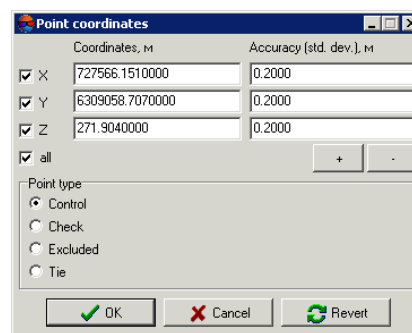 Point coordinates
Coordinates, м Accuracy (std. dev.), м
X 727566.1510000 0.2000
Y 6309058.7070000 0.2000
Z 271.9040000 0.2000
all + -
Point type
Control
Check
Excluded
Tie
OK Cancel Revert